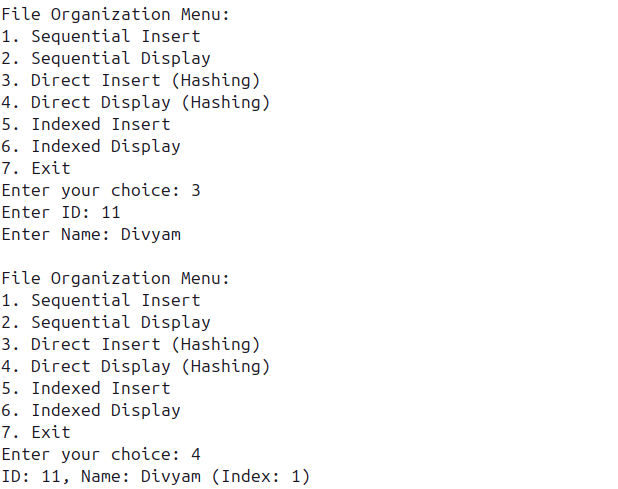 File Organization Menu:
1. Sequential Insert
2. Sequential Display
3. Direct Insert (Hashing)
4. Direct Display (Hashing)
5. Indexed Insert
6. Indexed Display
7. Exit
Enter your choice: 3
Enter ID: 11
Enter Name: Divyam

File Organization Menu:
1. Sequential Insert
2. Sequential Display
3. Direct Insert (Hashing)
4. Direct Display (Hashing)
5. Indexed Insert
6. Indexed Display
7. Exit
Enter your choice: 4
ID: 11, Name: Divyam (Index: 1)